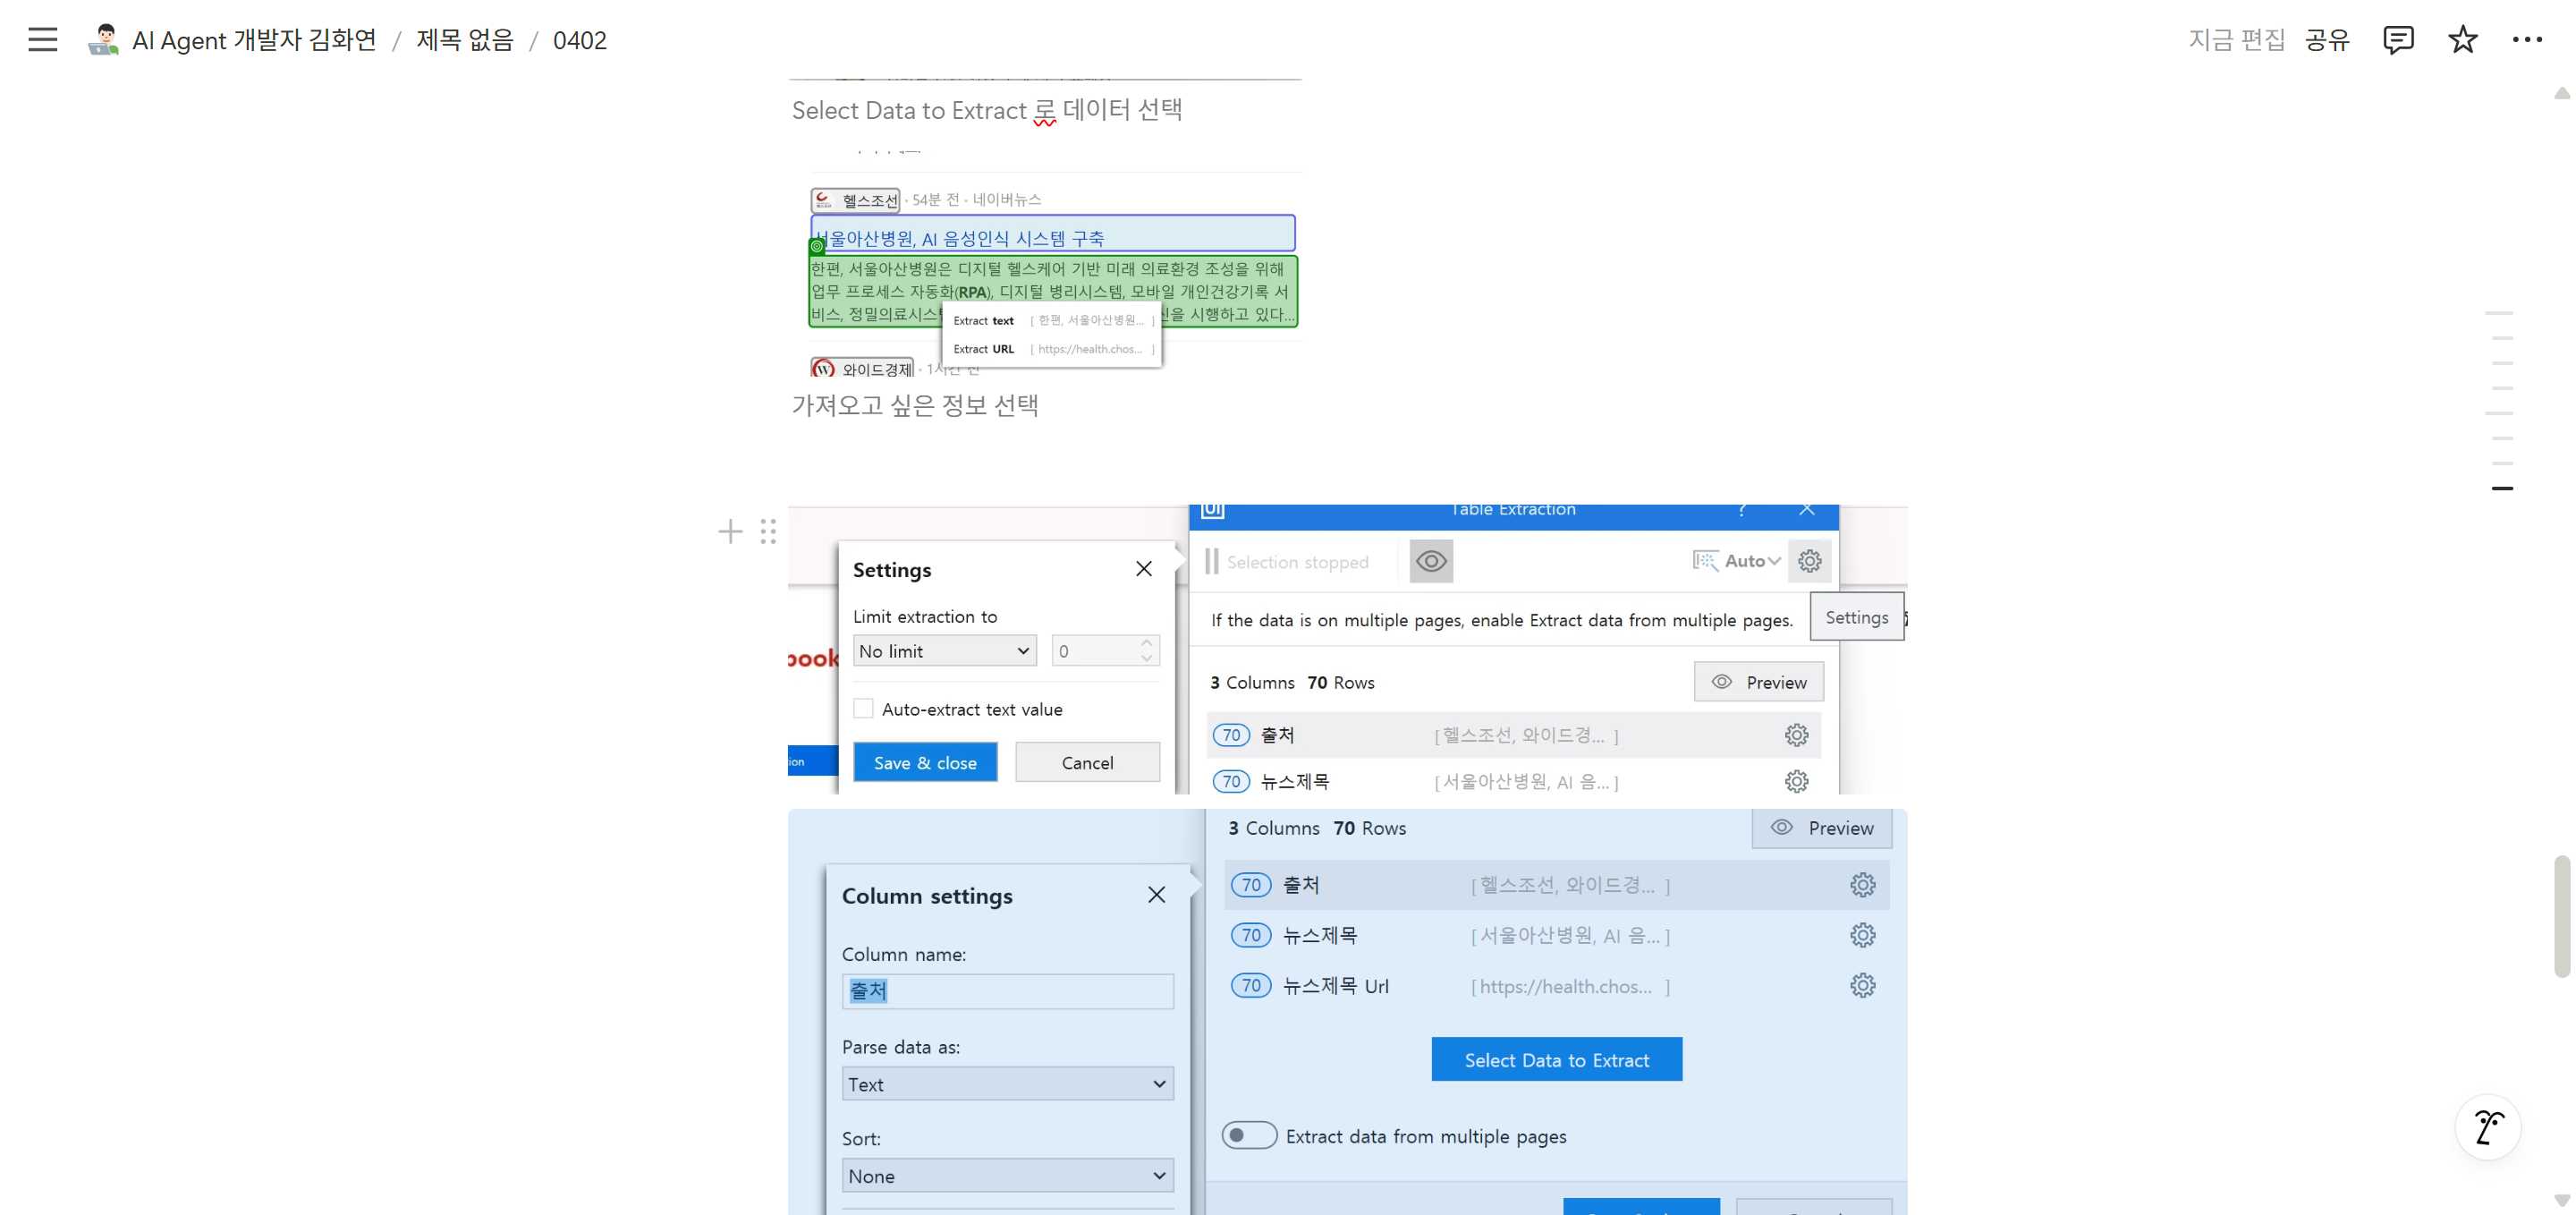 AI Agent 개발자 김화연 / 제목 없음 / 0402
지금 편집 공유
Select Data to Extract 로 데이터 선택
헬스조선 · 54분 전 · 네이버뉴스
서울아산병원, AI 음성인식 시스템 구축
한편, 서울아산병원은 디지털 헬스케어 기반 미래 의료환경 조성을 위해
업무 프로세스 자동화(RPA), 디지털 병리시스템, 모바일 개인건강기록 서
비스, 정밀의료시스 신을 시행하고 있다...
Extract text [ 한편, 서울아산병원... ]
Extract URL [ https://health.chos... ]
와이드경제 · 1시간 전
가져오고 싶은 정보 선택
UI Table Extraction ?
Selection stopped Auto
Settings
Limit extraction to
No limit 0
Auto-extract text value
Save & close Cancel
book
ion
If the data is on multiple pages, enable Extract data from multiple pages.
Settings
3 Columns 70 Rows Preview
70 출처 [ 헬스조선, 와이드경... ]
70 뉴스제목 [ 서울아산병원, AI 음... ]
3 Columns 70 Rows Preview
70 출처 [ 헬스조선, 와이드경... ]
70 뉴스제목 [ 서울아산병원, AI 음... ]
70 뉴스제목 Url [ https://health.chos... ]
Select Data to Extract
Extract data from multiple pages
Column settings
Column name:
출처
Parse data as:
Text
Sort:
None